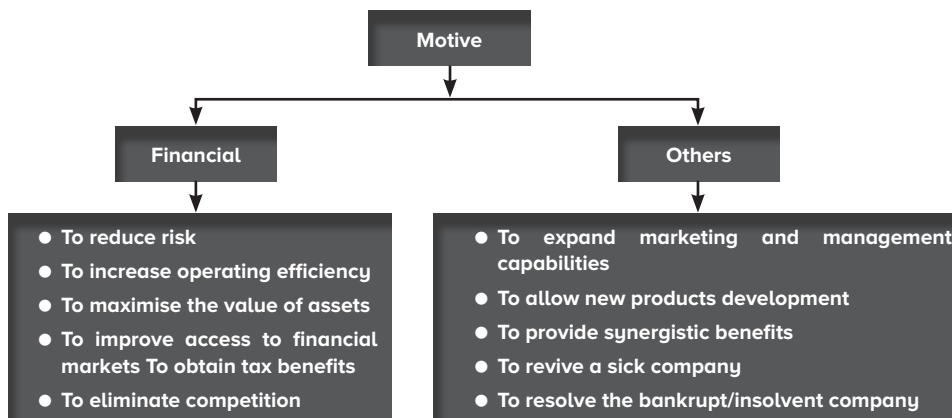 Motive
Financial
Others
● To reduce risk
● To increase operating efficiency
● To maximise the value of assets
● To improve access to financial
markets To obtain tax benefits
● To eliminate competition
● To expand marketing and management
capabilities
● To allow new products development
● To provide synergistic benefits
● To revive a sick company
● To resolve the bankrupt/insolvent company